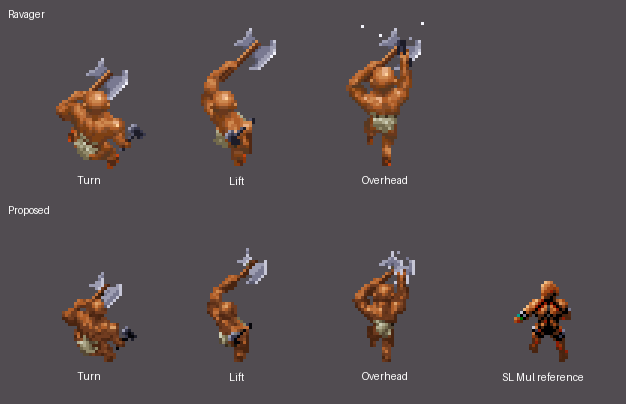 Ravager
Turn
Lift
Overhead
Proposed
Turn
Lift
Overhead
SL Mul reference